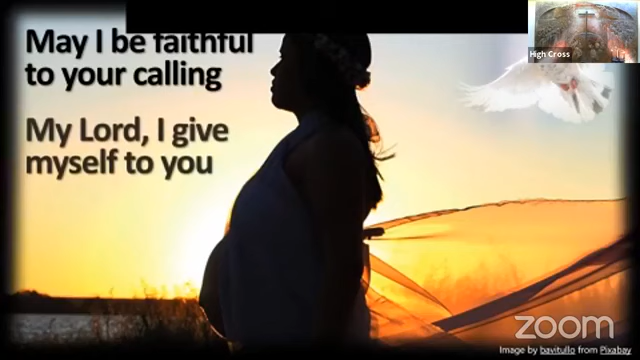 May I be faithful
to your calling
My Lord, I give
myself to you
High Cross
zoom
Image by bavitullo from Pixabay